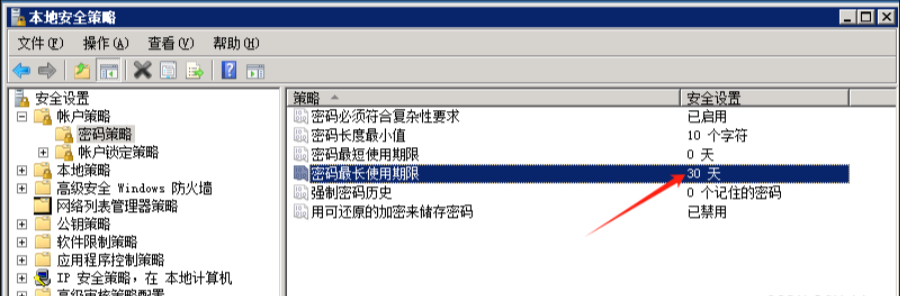 本地安全策略
文件(F) 操作(A) 查看(V) 帮助(H)
安全设置
帐户策略
密码策略
帐户锁定策略
本地策略
高级安全 Windows 防火墙
网络列表管理器策略
公钥策略
软件限制策略
应用程序控制策略
IP 安全策略，在 本地计算机
高级审核策略配置
策略 安全设置
密码必须符合复杂性要求 已启用
密码长度最小值 10 个字符
密码最短使用期限 0 天
密码最长使用期限 30 天
强制密码历史 0 个记住的密码
用可还原的加密来储存密码 已禁用